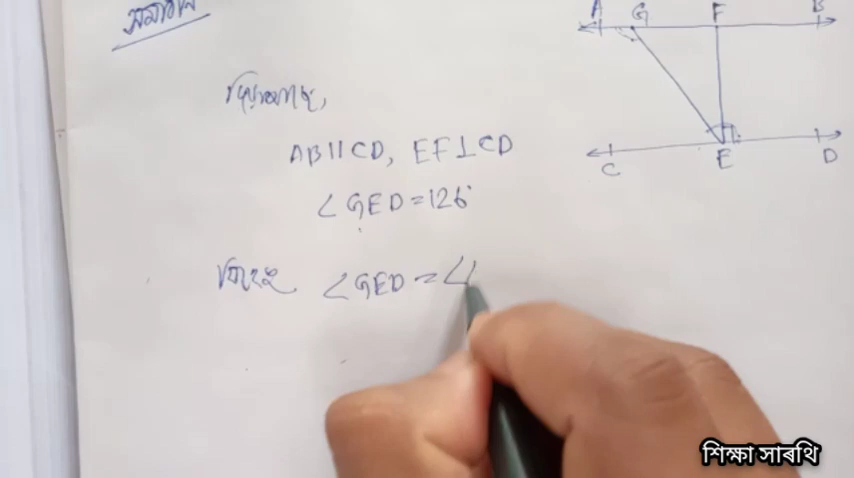 সমাধান
A G F B
দিয়া আছে,
AB || CD, EF ⊥ CD
∠GED = 126°
C E D
∠GED = ∠
শিক্ষা সাৰথি